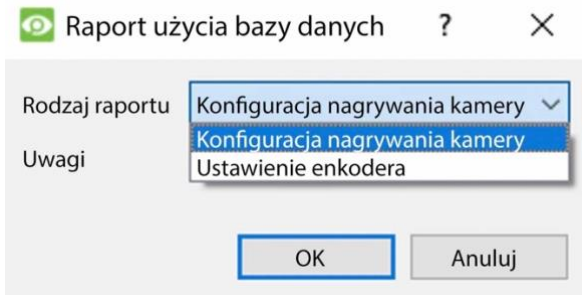 Raport użycia bazy danych ? ×
Rodzaj raportu Konfiguracja nagrywania kamery
Konfiguracja nagrywania kamery
Uwagi
Ustawienie enkodera
OK Anuluj